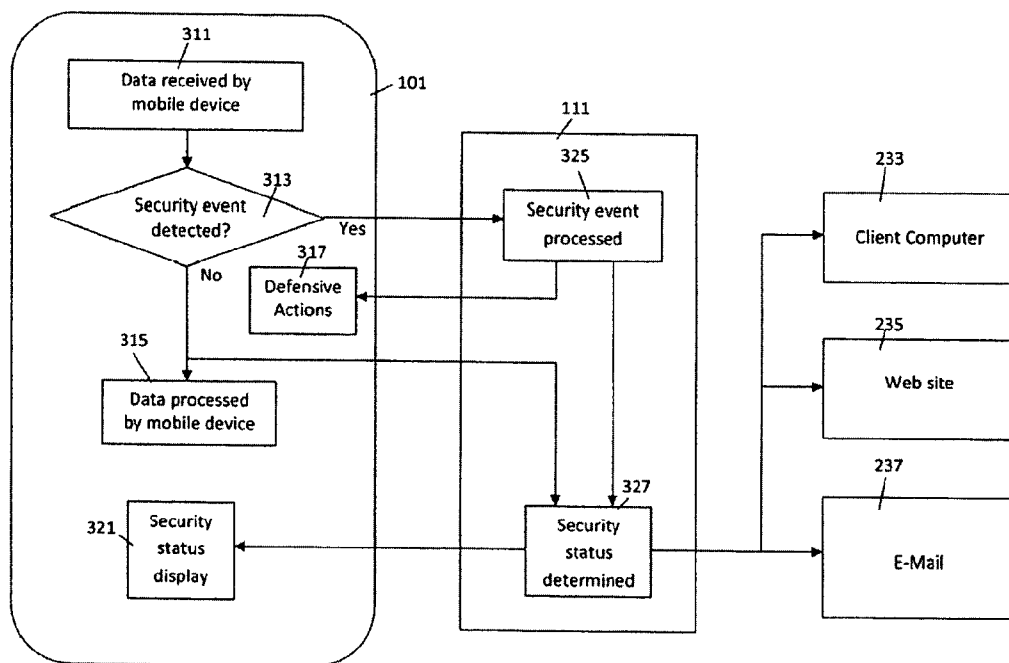 311
Data received by
mobile device
101
111
313
Security event
detected?
Yes
No
325
Security event
processed
317
Defensive
Actions
315
Data processed
by mobile device
321
Security
status
display
327
Security
status
determined
233
Client Computer
235
Web site
237
E-Mail